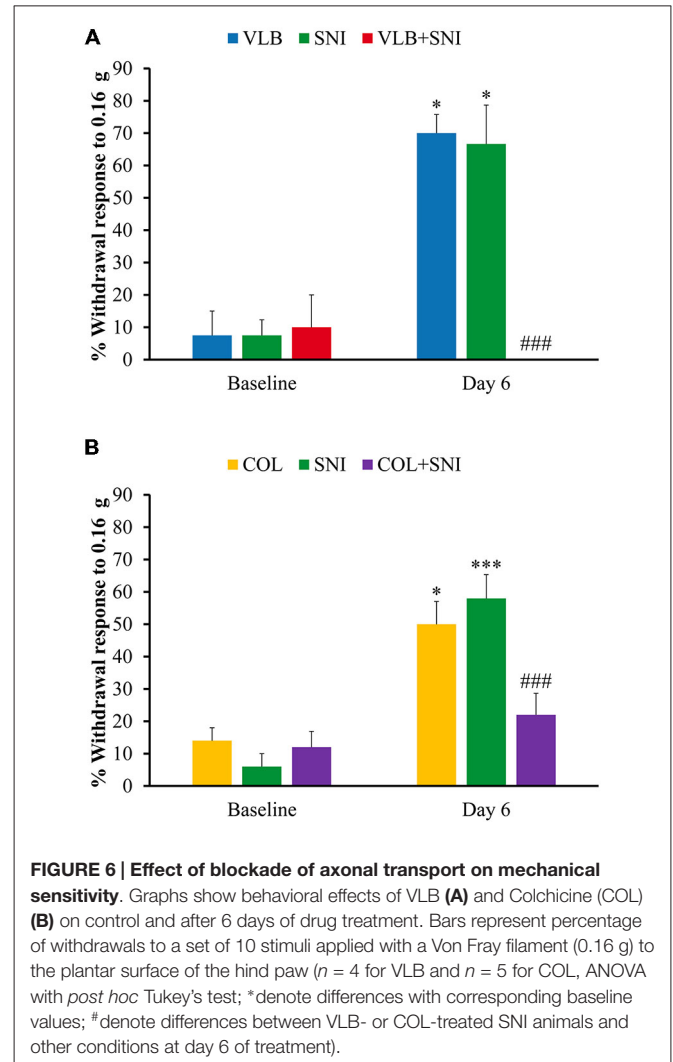 A
VLB SNI VLB+SNI
% Withdrawal response to 0.16 g
90
80
70
60
50
40
30
20
10
0
* *
###
Baseline Day 6
B
COL SNI COL+SNI
% Withdrawal response to 0.16 g
90
80
70
60
50
40
30
20
10
0
* ***
###
Baseline Day 6
FIGURE 6 | Effect of blockade of axonal transport on mechanical
sensitivity. Graphs show behavioral effects of VLB (A) and Colchicine (COL)
(B) on control and after 6 days of drug treatment. Bars represent percentage
of withdrawals to a set of 10 stimuli applied with a Von Fray filament (0.16 g) to
the plantar surface of the hind paw (n = 4 for VLB and n = 5 for COL, ANOVA
with post hoc Tukey's test; *denote differences with corresponding baseline
values; #denote differences between VLB- or COL-treated SNI animals and
other conditions at day 6 of treatment).